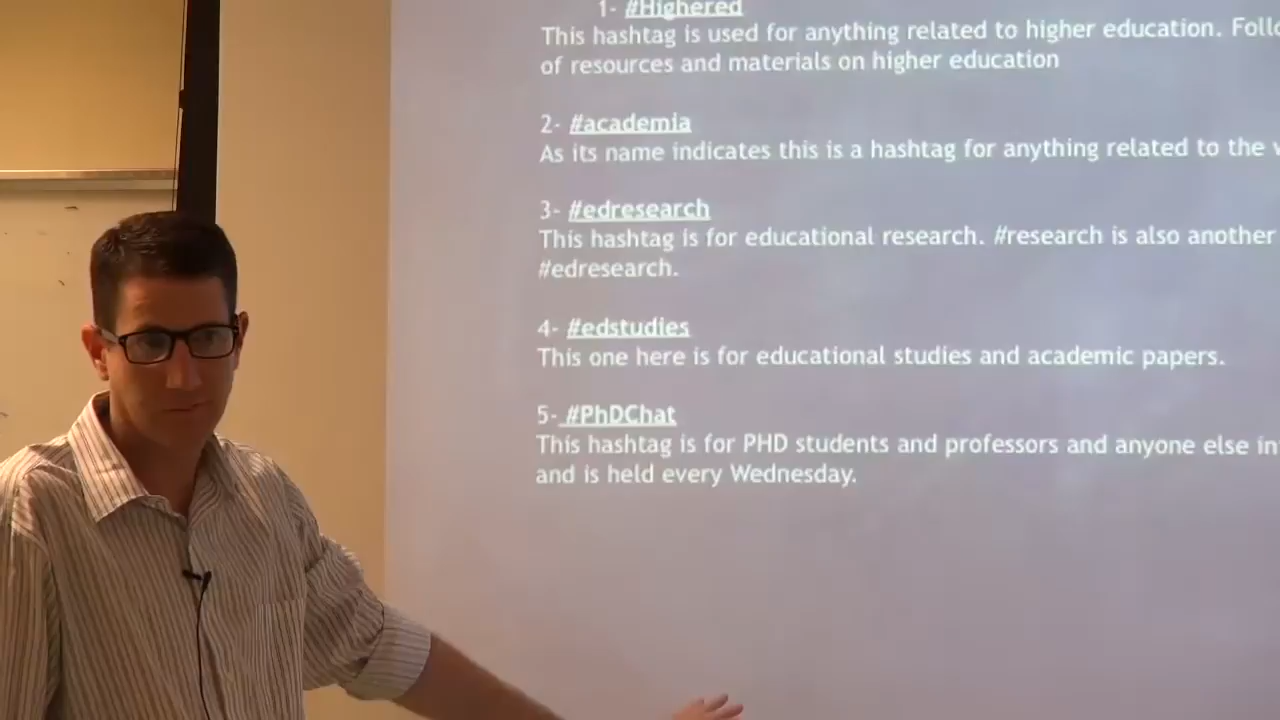 1- #Highered
This hashtag is used for anything related to higher education.
of resources and materials on higher education
2- #academia
As its name indicates this is a hashtag for anything related to the
3- #edresearch
This hashtag is for educational research. #research is also another
#edresearch.
4- #edstudies
This one here is for educational studies and academic papers.
5- #PhDChat
This hashtag is for PHD students and professors and anyone else in
and is held every Wednesday.